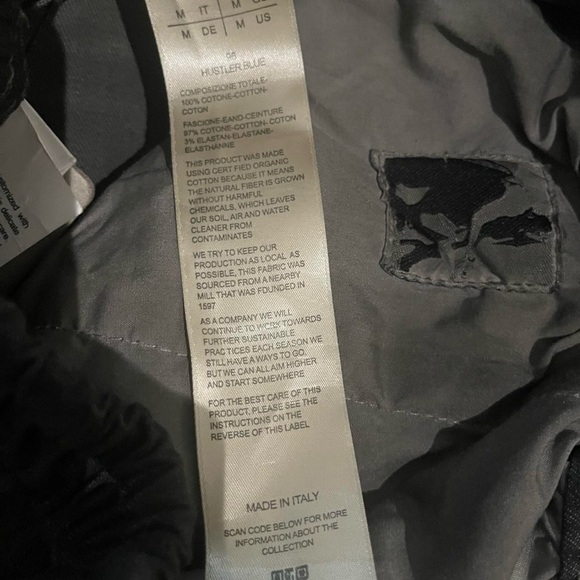 M IT M
M DE M US
98
HUSTLER BLUE
COMPOSIZIONE TOTALE-
100% COTONE-COTTON-
COTON
FASCIONE-EAND-CEINTURE
97% COTONE-COTTON-COTON
3% ELASTAN-ELASTANE-
ELASTHANNE
THIS PRODUCT WAS MADE
USING CERTIFIED ORGANIC
COTTON BECAUSE IT MEANS
THE NATURAL FIBER IS GROWN
WITHOUT HARMFUL
CHEMICALS, WHICH LEAVES
OUR SOIL, AIR AND WATER
CLEANER FROM
CONTAMINATES
WE TRY TO KEEP OUR
PRODUCTION AS LOCAL AS
POSSIBLE, THIS FABRIC WAS
SOURCED FROM A NEARBY
MILL THAT WAS FOUNDED IN
1597
AS A COMPANY WE WILL
CONTINUE TO WORK TOWARDS
FURTHER SUSTAINABLE
PRACTICES EACH SEASON WE
STILL HAVE A WAYS TO GO.
BUT WE CAN ALL AIM HIGHER
AND START SOMEWHERE
FOR THE BEST CARE OF THIS
PRODUCT, PLEASE SEE THE
INSTRUCTIONS ON THE
REVERSE OF THIS LABEL
MADE IN ITALY
SCAN CODE BELOW FOR MORE
INFORMATION ABOUT THE
COLLECTION
with
delicate
care.